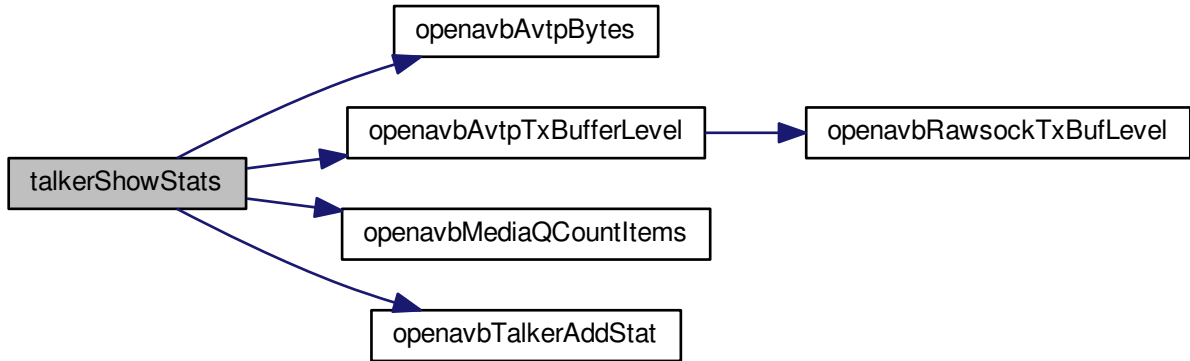 openavbAvtpBytes
openavbAvtpTxBufferLevel
openavbRawsockTxBufLevel
talkerShowStats
openavbMediaQCountItems
openavbTalkerAddStat